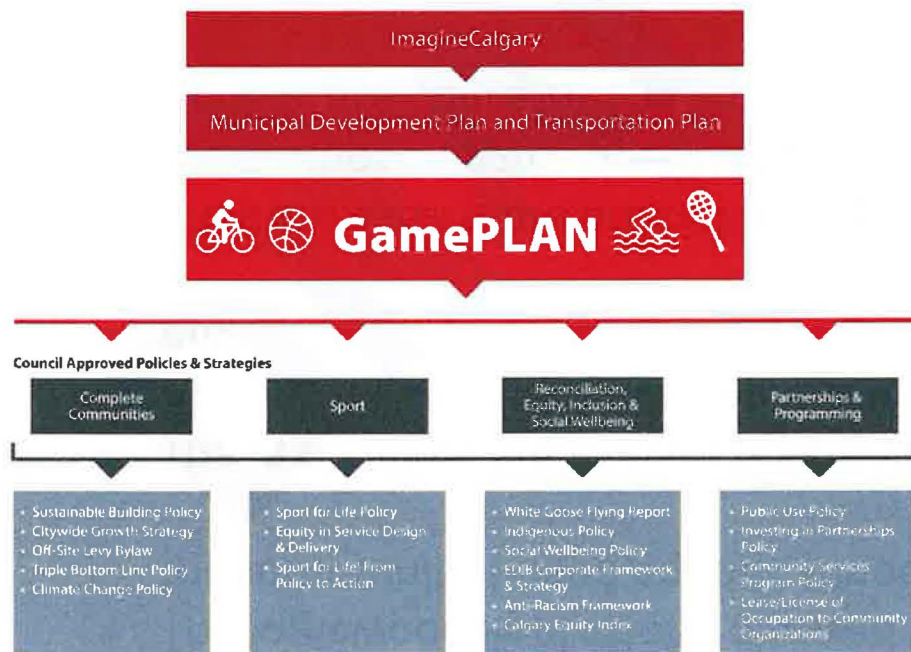 ImagineCalgary
Municipal Development Plan and Transportation Plan
GamePLAN
Council Approved Policies & Strategies
Complete
Communities
Sport
Reconciliation,
Equity, Inclusion &
Social Wellbeing
Partnerships &
Programming
• Sustainable Building Policy
• Citywide Growth Strategy
• Off-Site Levy Bylaw
• Triple Bottom Line Policy
• Climate Change Policy
• Sport for Life Policy
• Equity in Service Design
& Delivery
• Sport for Life! From
Policy to Action
• White Goose Flying Report
• Indigenous Policy
• Social Wellbeing Policy
• EDIB Corporate Framework
& Strategy
• Anti-Racism Framework
• Calgary Equity Index
• Public Use Policy
• Investing in Partnerships
Policy
• Community Services
Program Policy
• Lease/License of
Occupation to Community
Organizations